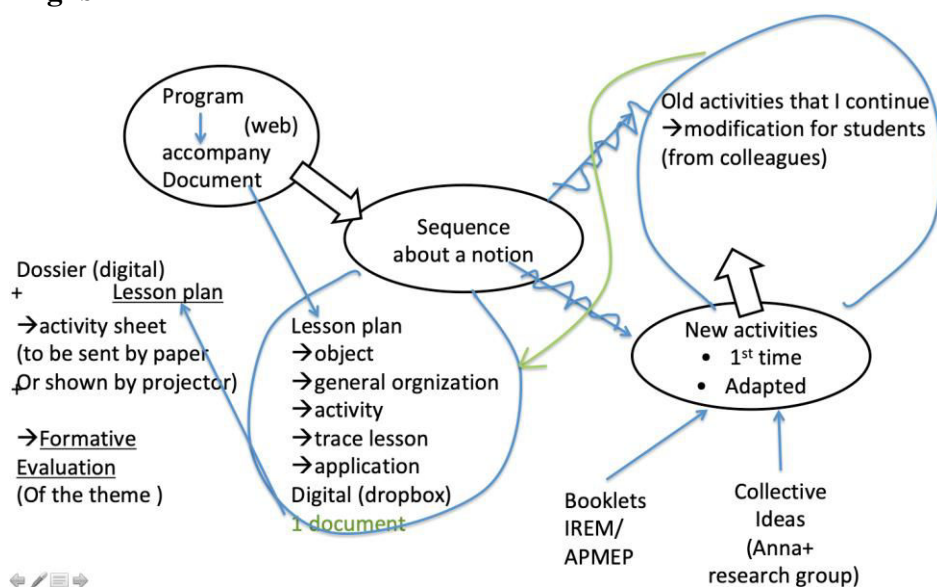 Program
(web)
accompany
Document
Sequence
about a notion
Old activities that I continue
→modification for students
(from colleagues)
Dossier (digital)
+
Lesson plan
→activity sheet
(to be sent by paper
Or shown by projector)
+
→Formative
Evaluation
(Of the theme )
Lesson plan
→object
→general orgnization
→activity
→trace lesson
→application
Digital (dropbox)
1 document
New activities
• 1st time
• Adapted
Booklets
IREM/
APMEP
Collective
Ideas
(Anna+
research group)